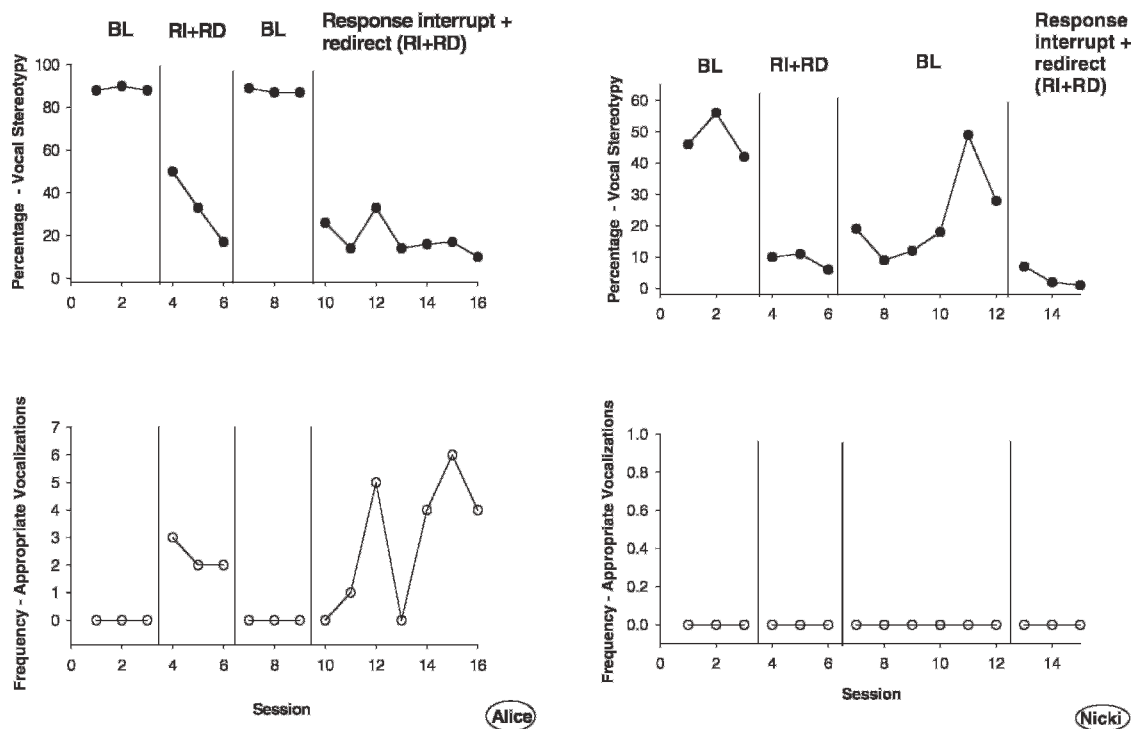 BL
RI+RD
BL
Response interrupt +
redirect (RI+RD)
Percentage - Vocal Stereotypy
100
80
60
40
20
0
0 2 4 6 8 10 12 14 16
Frequency - Appropriate Vocalizations
7
6
5
4
3
2
1
0
0 2 4 6 8 10 12 14 16
Session
Alice
BL
RI+RD
BL
Response
interrupt +
redirect
(RI+RD)
Percentage - Vocal Stereotypy
60
50
40
30
20
10
0
0 2 4 6 8 10 12 14
Frequency - Appropriate Vocalizations
1.0
0.8
0.6
0.4
0.2
0.0
0 2 4 6 8 10 12 14
Session
Nicki